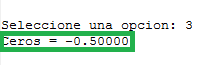 Seleccione una opcion: 3
Ceros = -0.50000